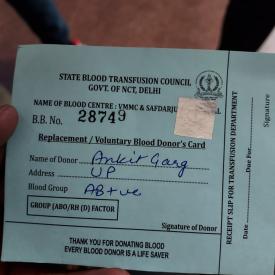 STATE BLOOD TRANSFUSION COUNCIL
GOVT. OF NCT, DELHI
NAME OF BLOOD CENTRE : VMMC & SAFDARJU
B.B. No. 28749
Replacement / Voluntary Blood Donor's Card
Name of Donor Ankit Garg
Address UP
Blood Group AB+ve
GROUP (ABO/RH (D) FACTOR
Signature of Donor
THANK YOU FOR DONATING BLOOD
EVERY BLOOD DONOR IS A LIFE SAVER
RECEIPT SLIP FOR TRANSFUSION DEPARTMENT
Date Due For
Signature